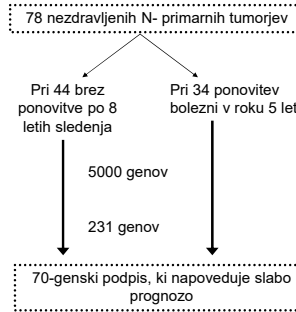 78 nezdravljenih N- primarnih tumorjev
Pri 44 brez
ponovitve po 8
letih sledenja
Pri 34 ponovitev
bolezni v roku 5 let
5000 genov
231 genov
70-genski podpis, ki napoveduje slabo
prognozo